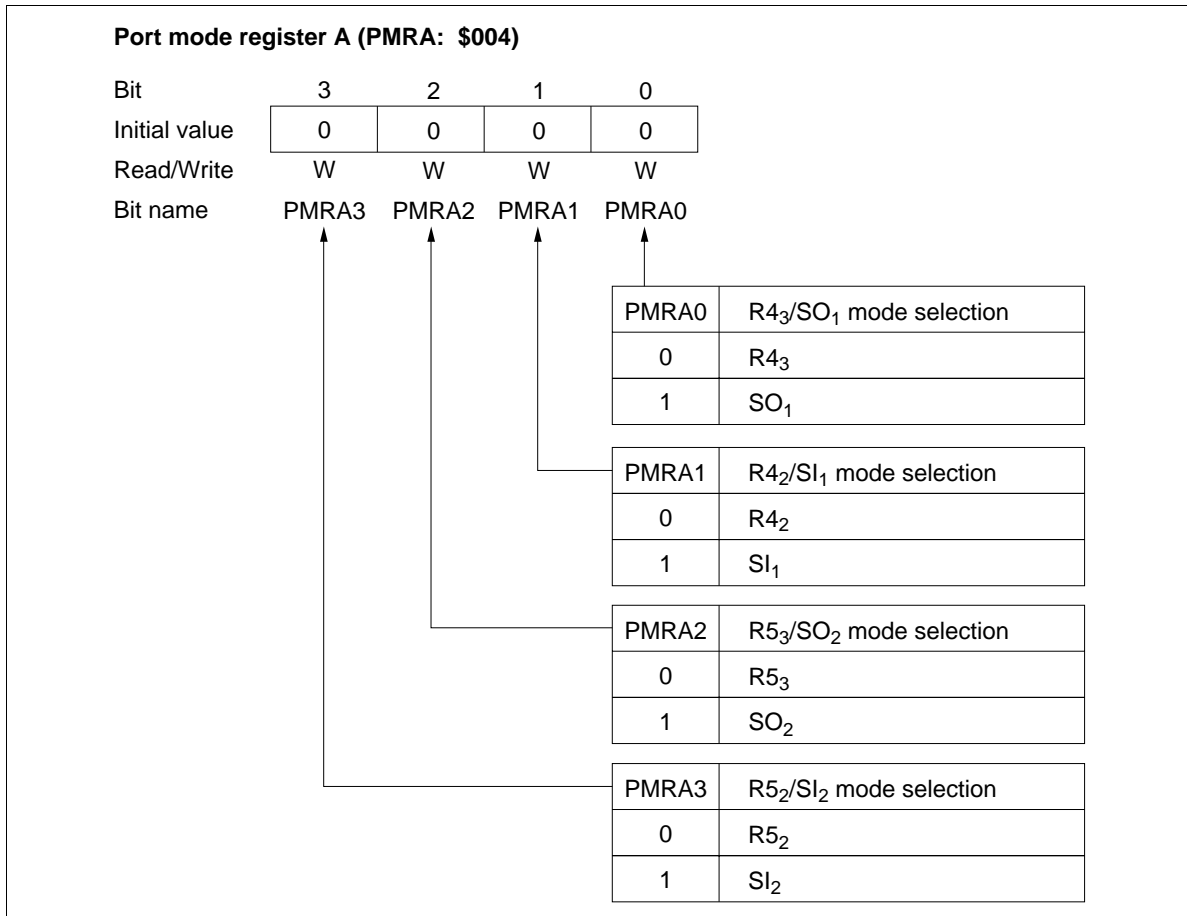 Port mode register A (PMRA: $004)
Bit 3 2 1 0
Initial value 0 0 0 0
Read/Write W W W W
Bit name PMRA3 PMRA2 PMRA1 PMRA0
PMRA0 R4₃/SO₁ mode selection
0 R4₃
1 SO₁
PMRA1 R4₂/SI₁ mode selection
0 R4₂
1 SI₁
PMRA2 R5₃/SO₂ mode selection
0 R5₃
1 SO₂
PMRA3 R5₂/SI₂ mode selection
0 R5₂
1 SI₂